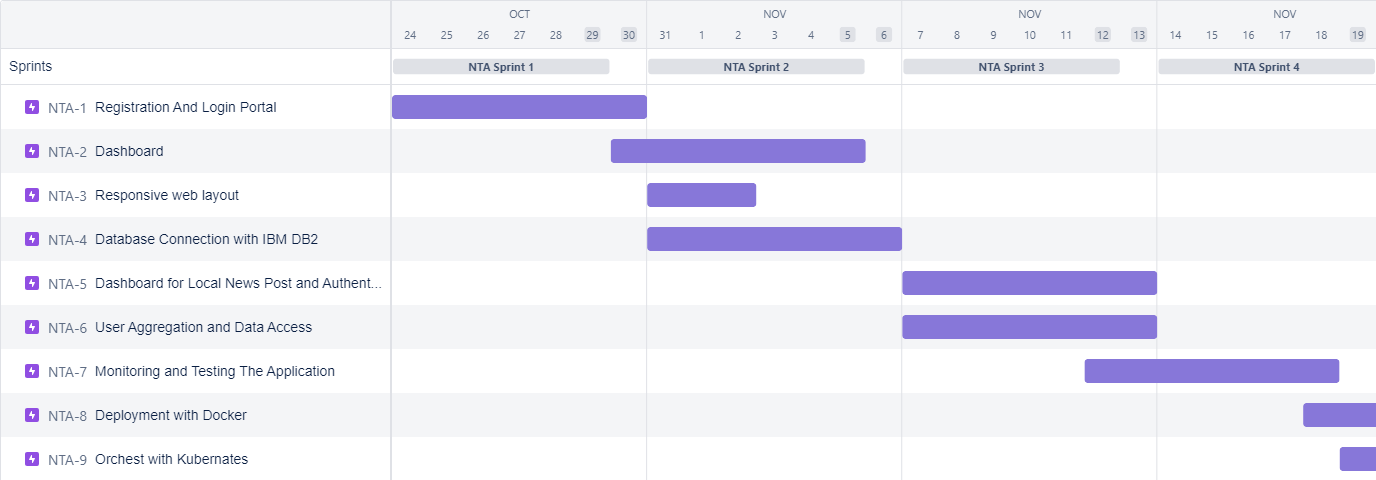 OCT NOV NOV NOV
24 25 26 27 28 29 30 31 1 2 3 4 5 6 7 8 9 10 11 12 13 14 15 16 17 18 19
Sprints NTA Sprint 1 NTA Sprint 2 NTA Sprint 3 NTA Sprint 4
NTA-1 Registration And Login Portal
NTA-2 Dashboard
NTA-3 Responsive web layout
NTA-4 Database Connection with IBM DB2
NTA-5 Dashboard for Local News Post and Authent...
NTA-6 User Aggregation and Data Access
NTA-7 Monitoring and Testing The Application
NTA-8 Deployment with Docker
NTA-9 Orchest with Kubernates